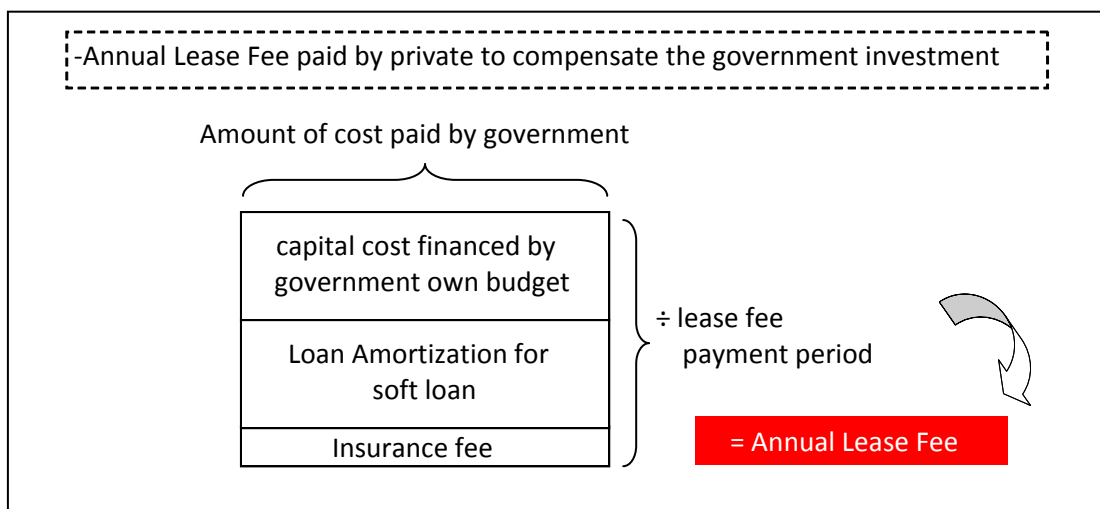 -Annual Lease Fee paid by private to compensate the government investment
Amount of cost paid by government
capital cost financed by
government own budget
Loan Amortization for
soft loan
Insurance fee
÷ lease fee
payment period
= Annual Lease Fee